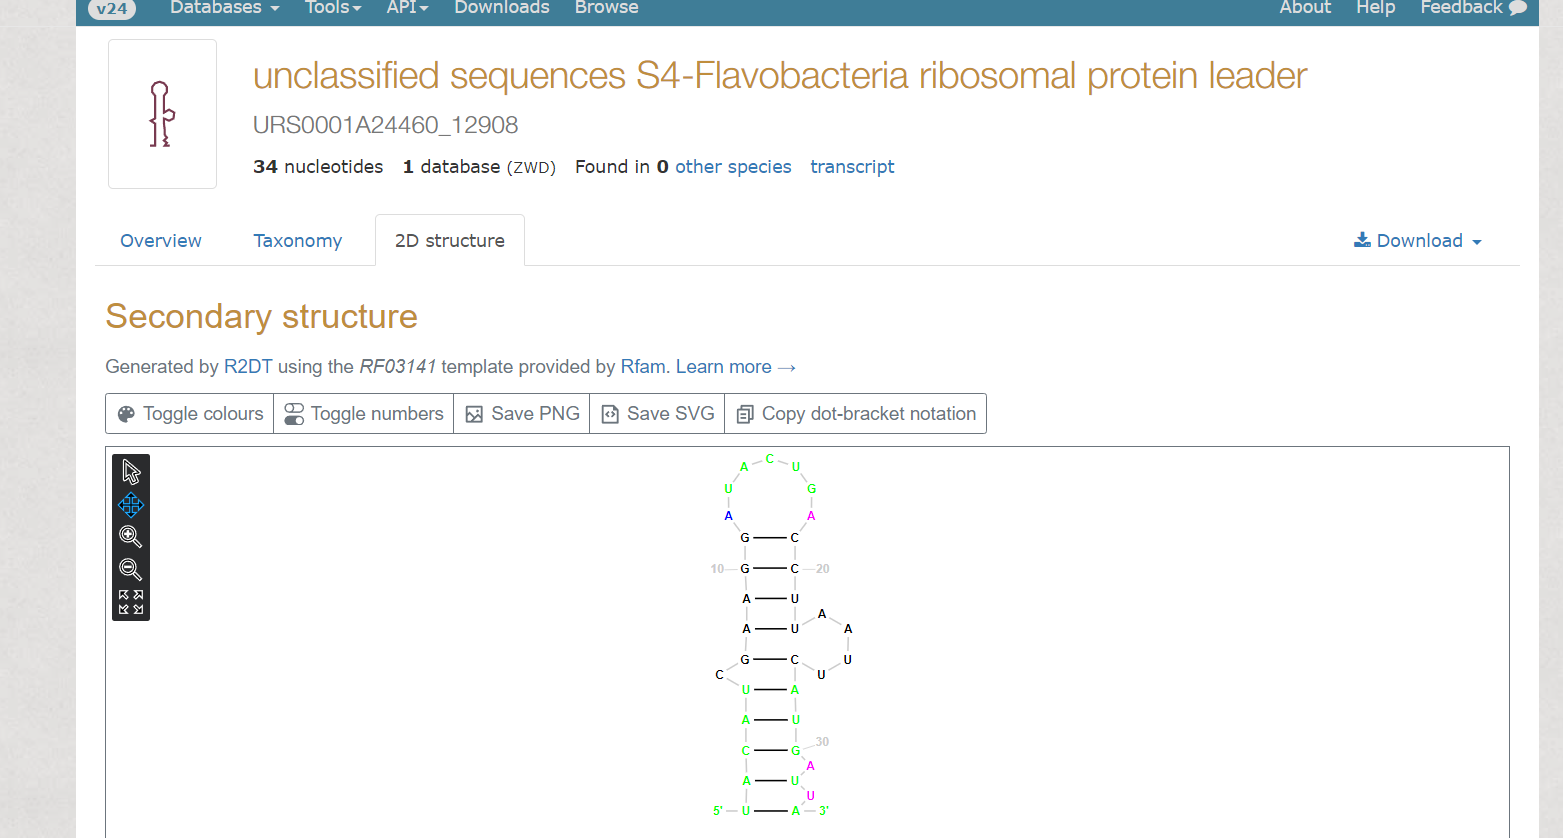 v24 Databases Tools API Downloads Browse About Help Feedback
unclassified sequences S4-Flavobacteria ribosomal protein leader
URS0001A24460_12908
34 nucleotides 1 database (ZWD) Found in 0 other species transcript
Overview Taxonomy 2D structure Download
Secondary structure
Generated by R2DT using the RF03141 template provided by Rfam. Learn more →
Toggle colours Toggle numbers Save PNG Save SVG Copy dot-bracket notation
C
A U
U G
A A
G C
10 G C 20
A U
A
A U A
G C U
C U
U A
A U
30
C G
A
A U
U
5' U A 3'